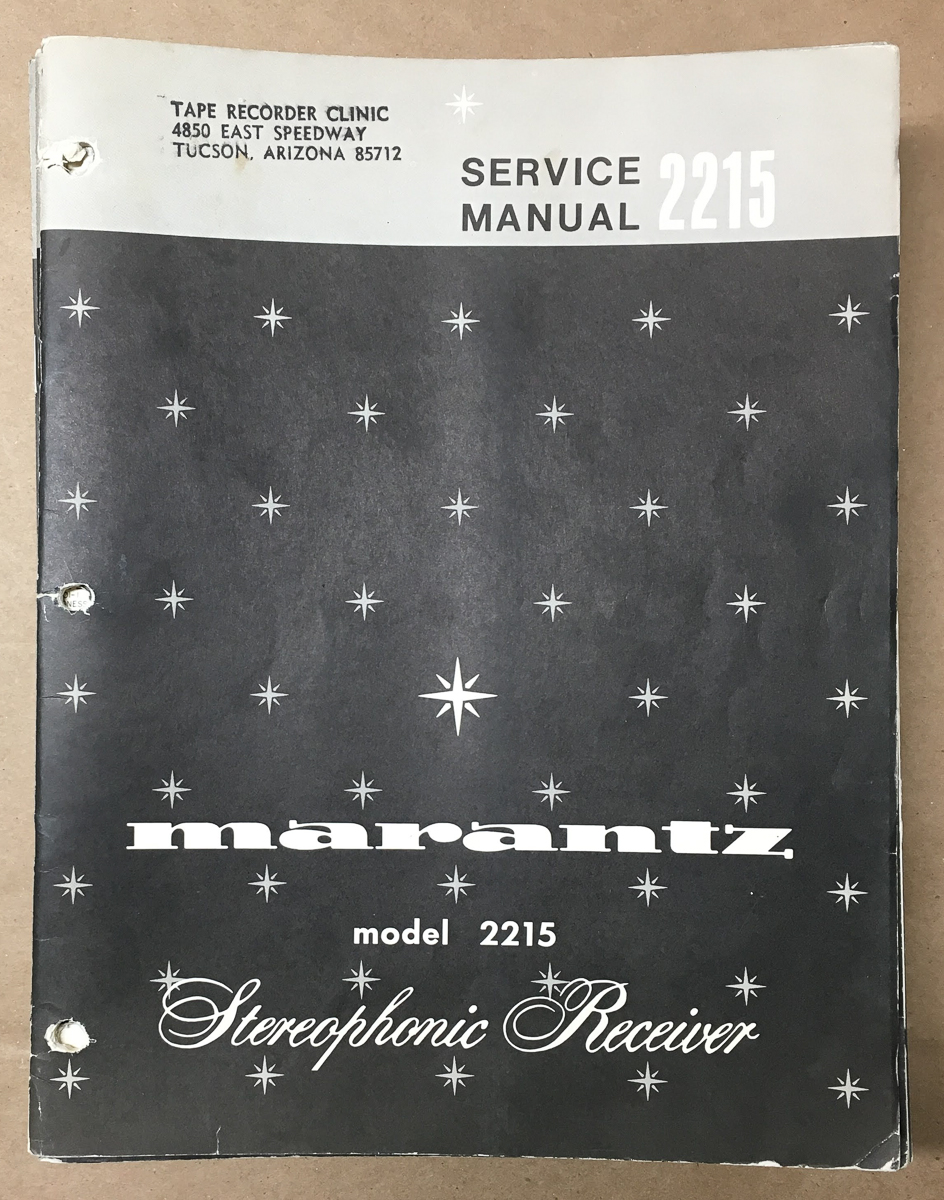 TAPE RECORDER CLINIC
4850 EAST SPEEDWAY
TUCSON, ARIZONA 85712
SERVICE
MANUAL 2215
marantz
model 2215
Stereophonic Receiver